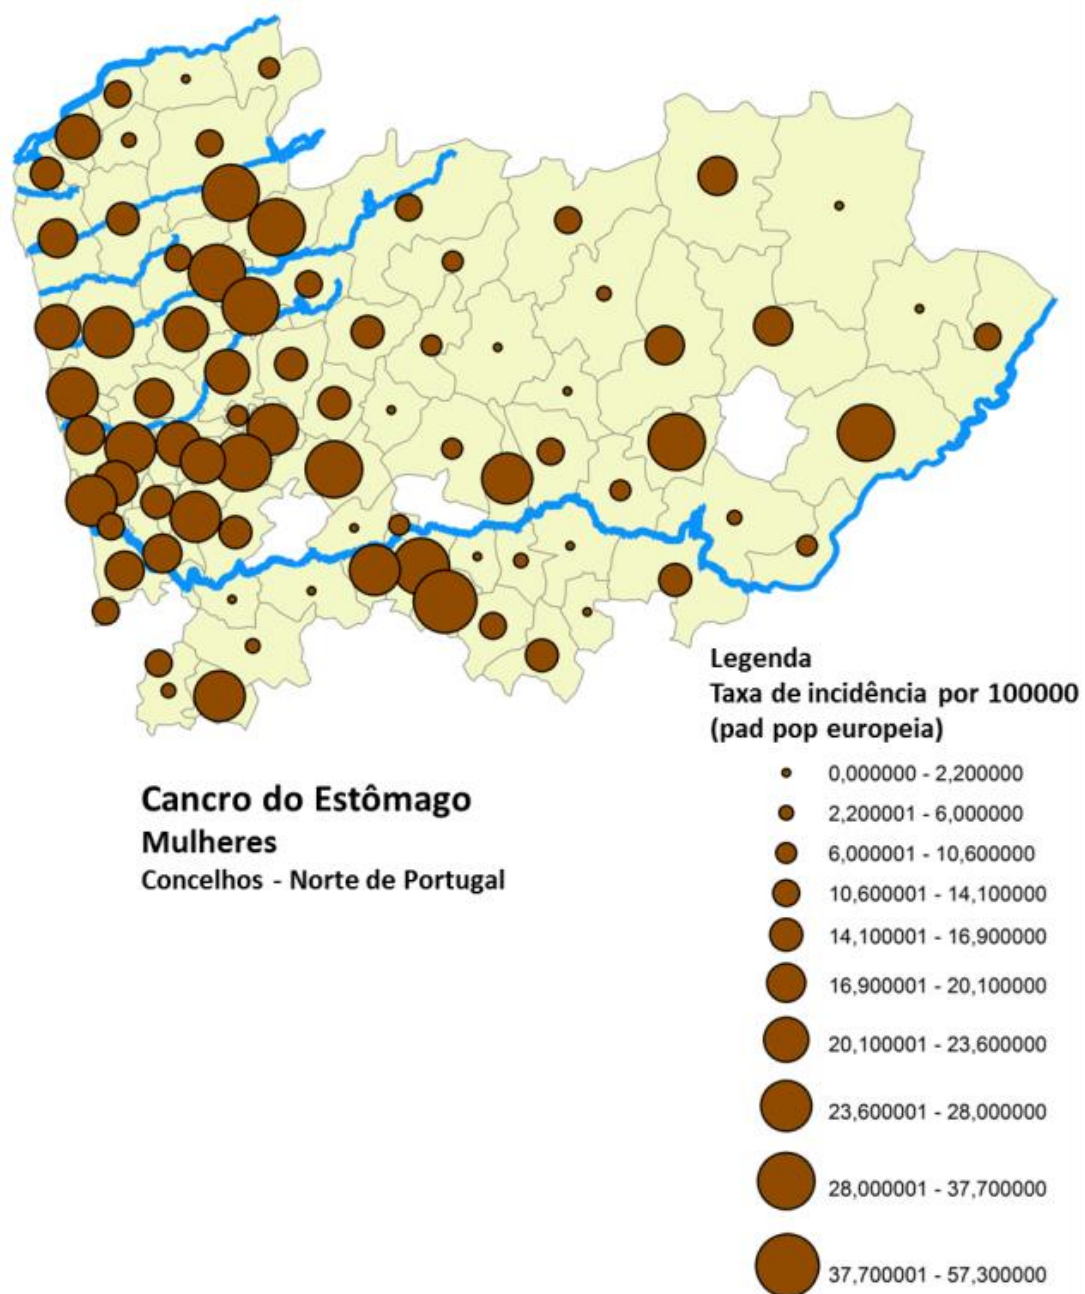 Legenda
Taxa de incidência por 100000
(pad pop europeia)
0,000000 - 2,200000
2,200001 - 6,000000
6,000001 - 10,600000
10,600001 - 14,100000
14,100001 - 16,900000
16,900001 - 20,100000
20,100001 - 23,600000
23,600001 - 28,000000
28,000001 - 37,700000
37,700001 - 57,300000
Cancro do Estômago
Mulheres
Concelhos - Norte de Portugal